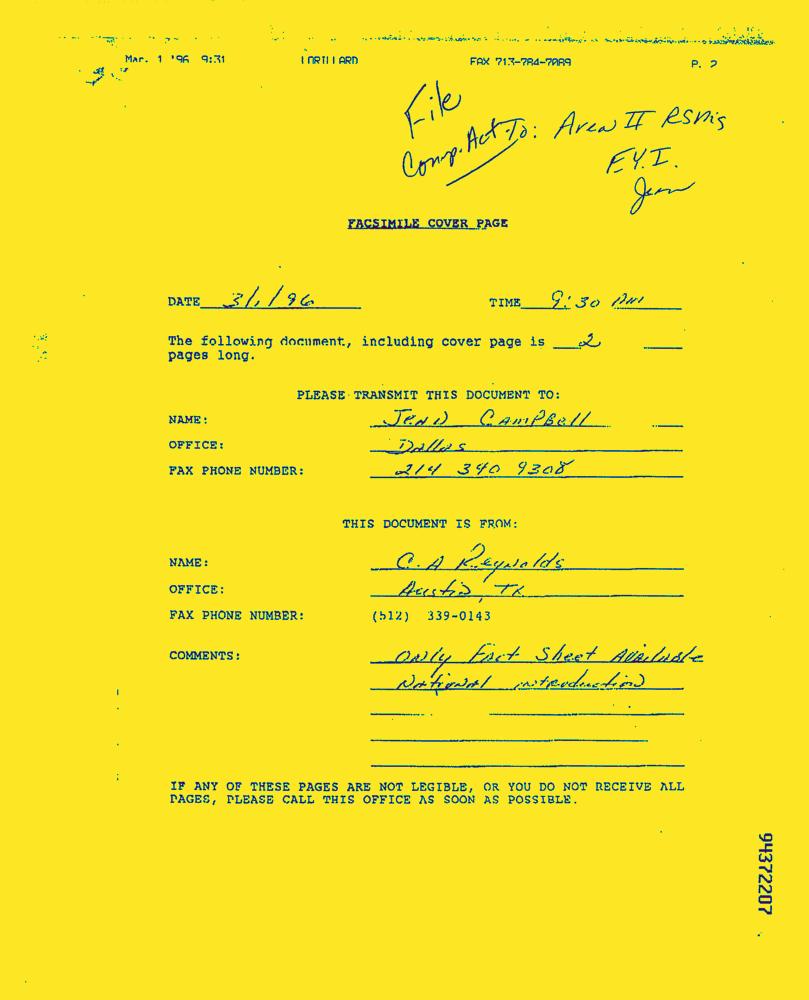 Mar. 1 '96 9:31 LORILLARD FAX 713-784-7089 P. 2
File
Comp. Act To: Area II RSMs
F.Y.I.
Jean
FACSIMILE COVER PAGE
DATE 3/1/96 TIME 9:30 AM
The following document, including cover page is 2
pages long.
PLEASE TRANSMIT THIS DOCUMENT TO:
NAME: Jean Campbell
OFFICE: Dallas
FAX PHONE NUMBER: 214 340 9308
THIS DOCUMENT IS FROM:
NAME: C. A Reynolds
OFFICE: Austin, TX
FAX PHONE NUMBER: (512) 339-0143
COMMENTS: Only Fact Sheet Available
National introduction
IF ANY OF THESE PAGES ARE NOT LEGIBLE, OR YOU DO NOT RECEIVE ALL
PAGES, PLEASE CALL THIS OFFICE AS SOON AS POSSIBLE.
94372207